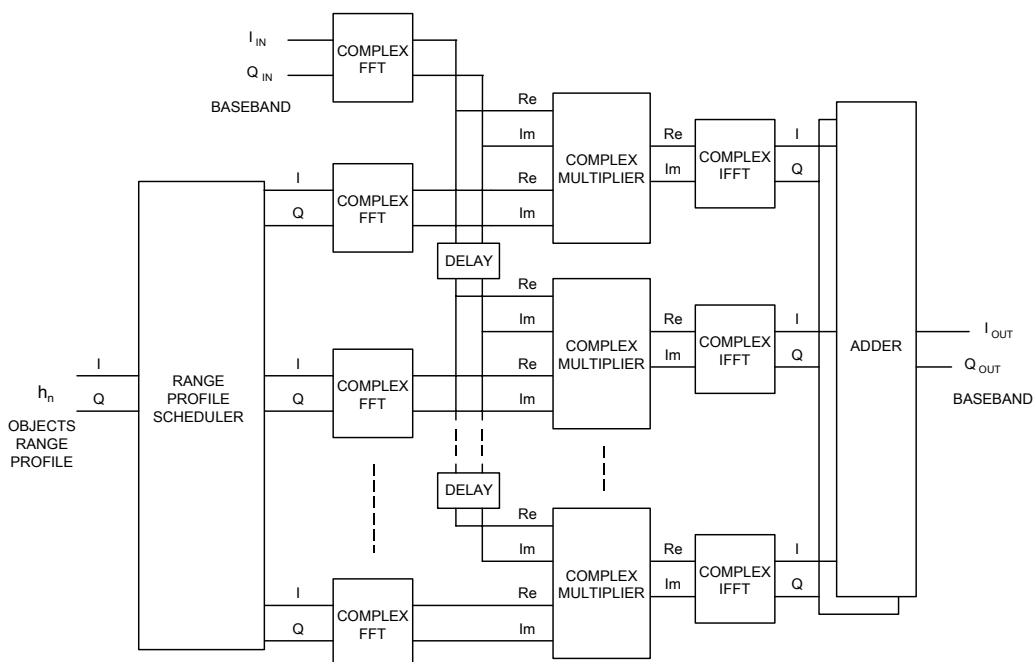 I IN
COMPLEX
FFT
Q IN
BASEBAND
Re
Im
COMPLEX
MULTIPLIER
Re
Im
Re
Im
COMPLEX
IFFT
I
Q
I
Q
COMPLEX
FFT
DELAY
Re
Im
COMPLEX
MULTIPLIER
Re
Im
Re
Im
COMPLEX
IFFT
I
Q
ADDER
I OUT
Q OUT
BASEBAND
I
Q
hn
OBJECTS
RANGE
PROFILE
RANGE
PROFILE
SCHEDULER
I
Q
COMPLEX
FFT
DELAY
Re
Im
COMPLEX
MULTIPLIER
Re
Im
Re
Im
COMPLEX
IFFT
I
Q
I
Q
COMPLEX
FFT